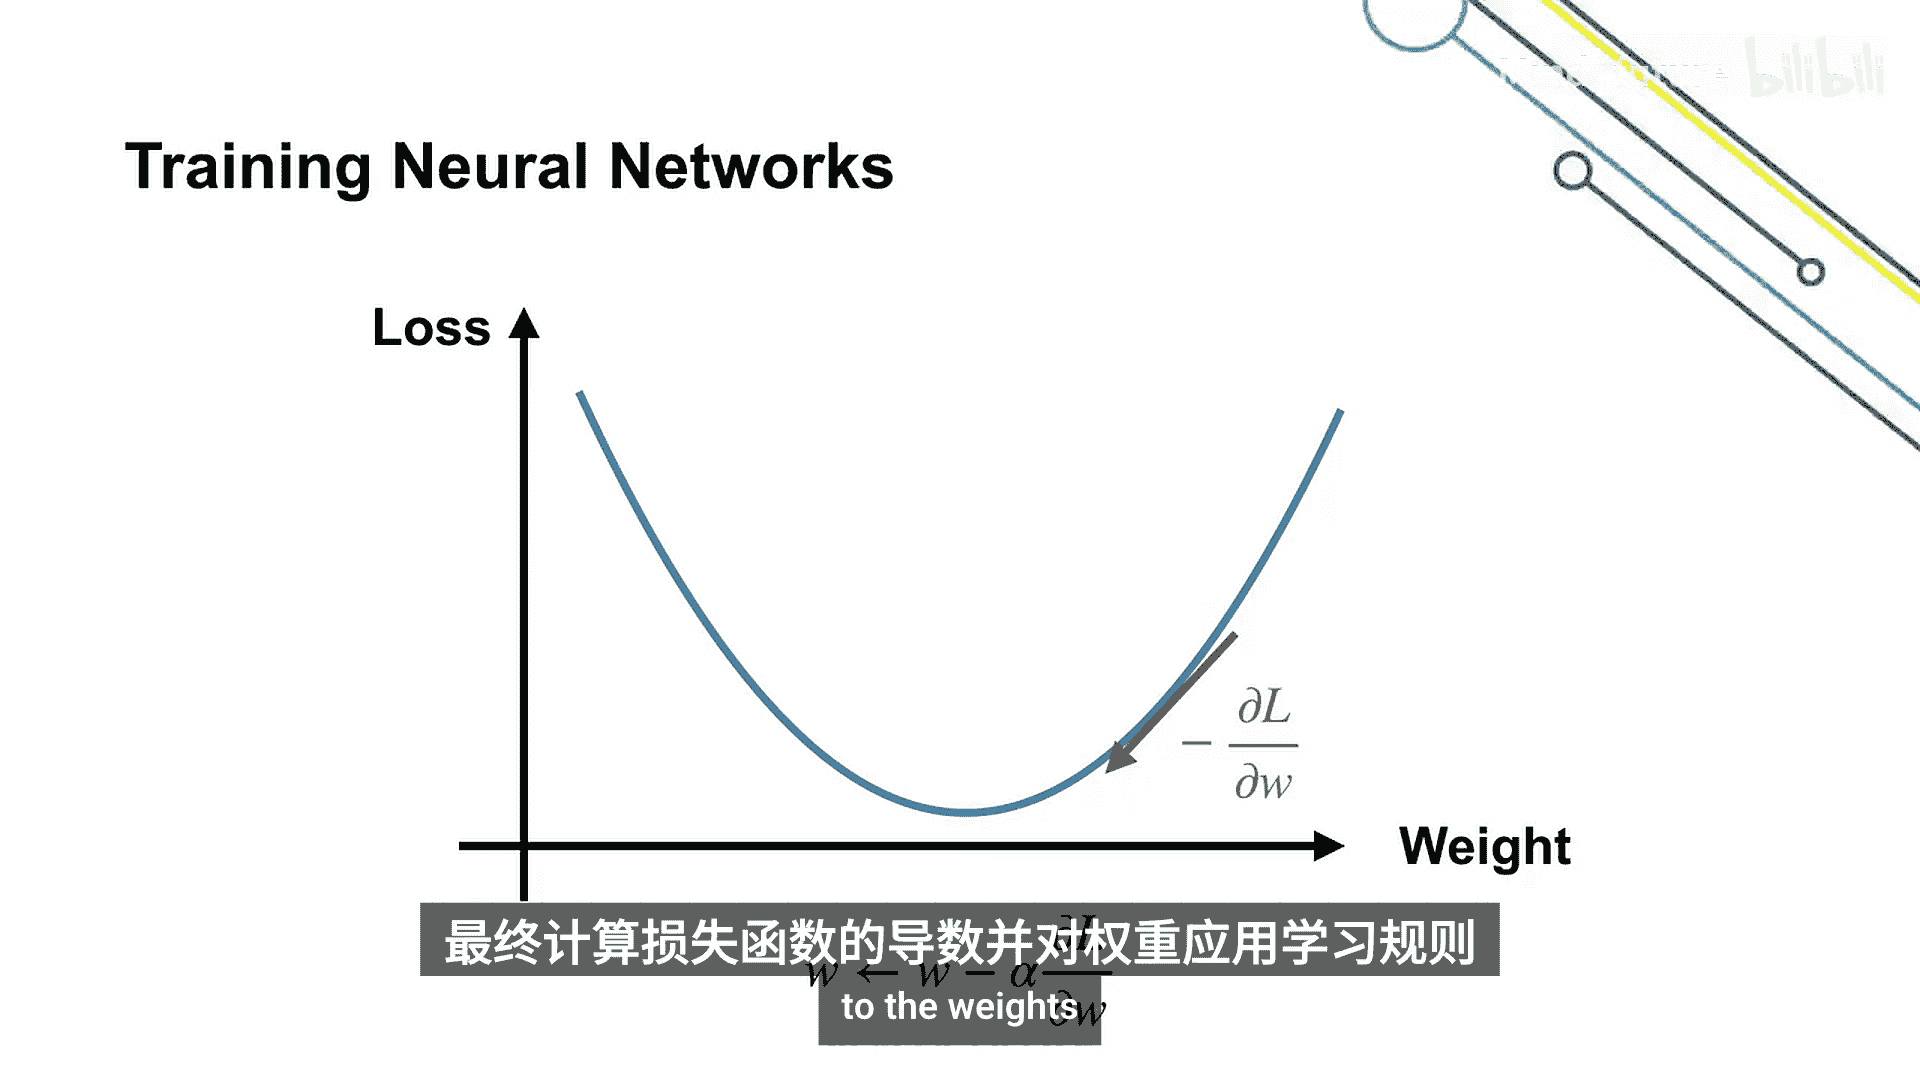 bilibili
Training Neural Networks
Loss
− ∂L/∂w
Weight
最终计算损失函数的导数并对权重应用学习规则
w ← w − α ∂L/∂w
to the weights